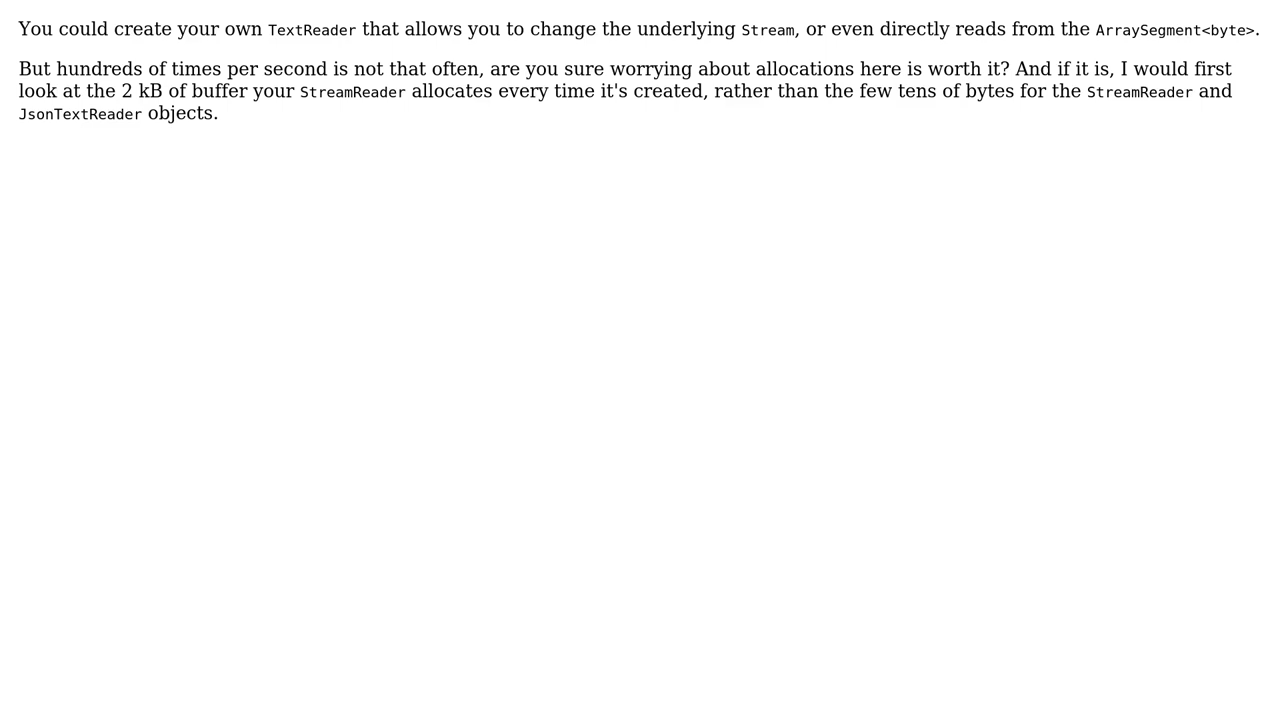 You could create your own TextReader that allows you to change the underlying Stream, or even directly reads from the ArraySegment<byte>.
But hundreds of times per second is not that often, are you sure worrying about allocations here is worth it? And if it is, I would first
look at the 2 kB of buffer your StreamReader allocates every time it's created, rather than the few tens of bytes for the StreamReader and
JsonTextReader objects.